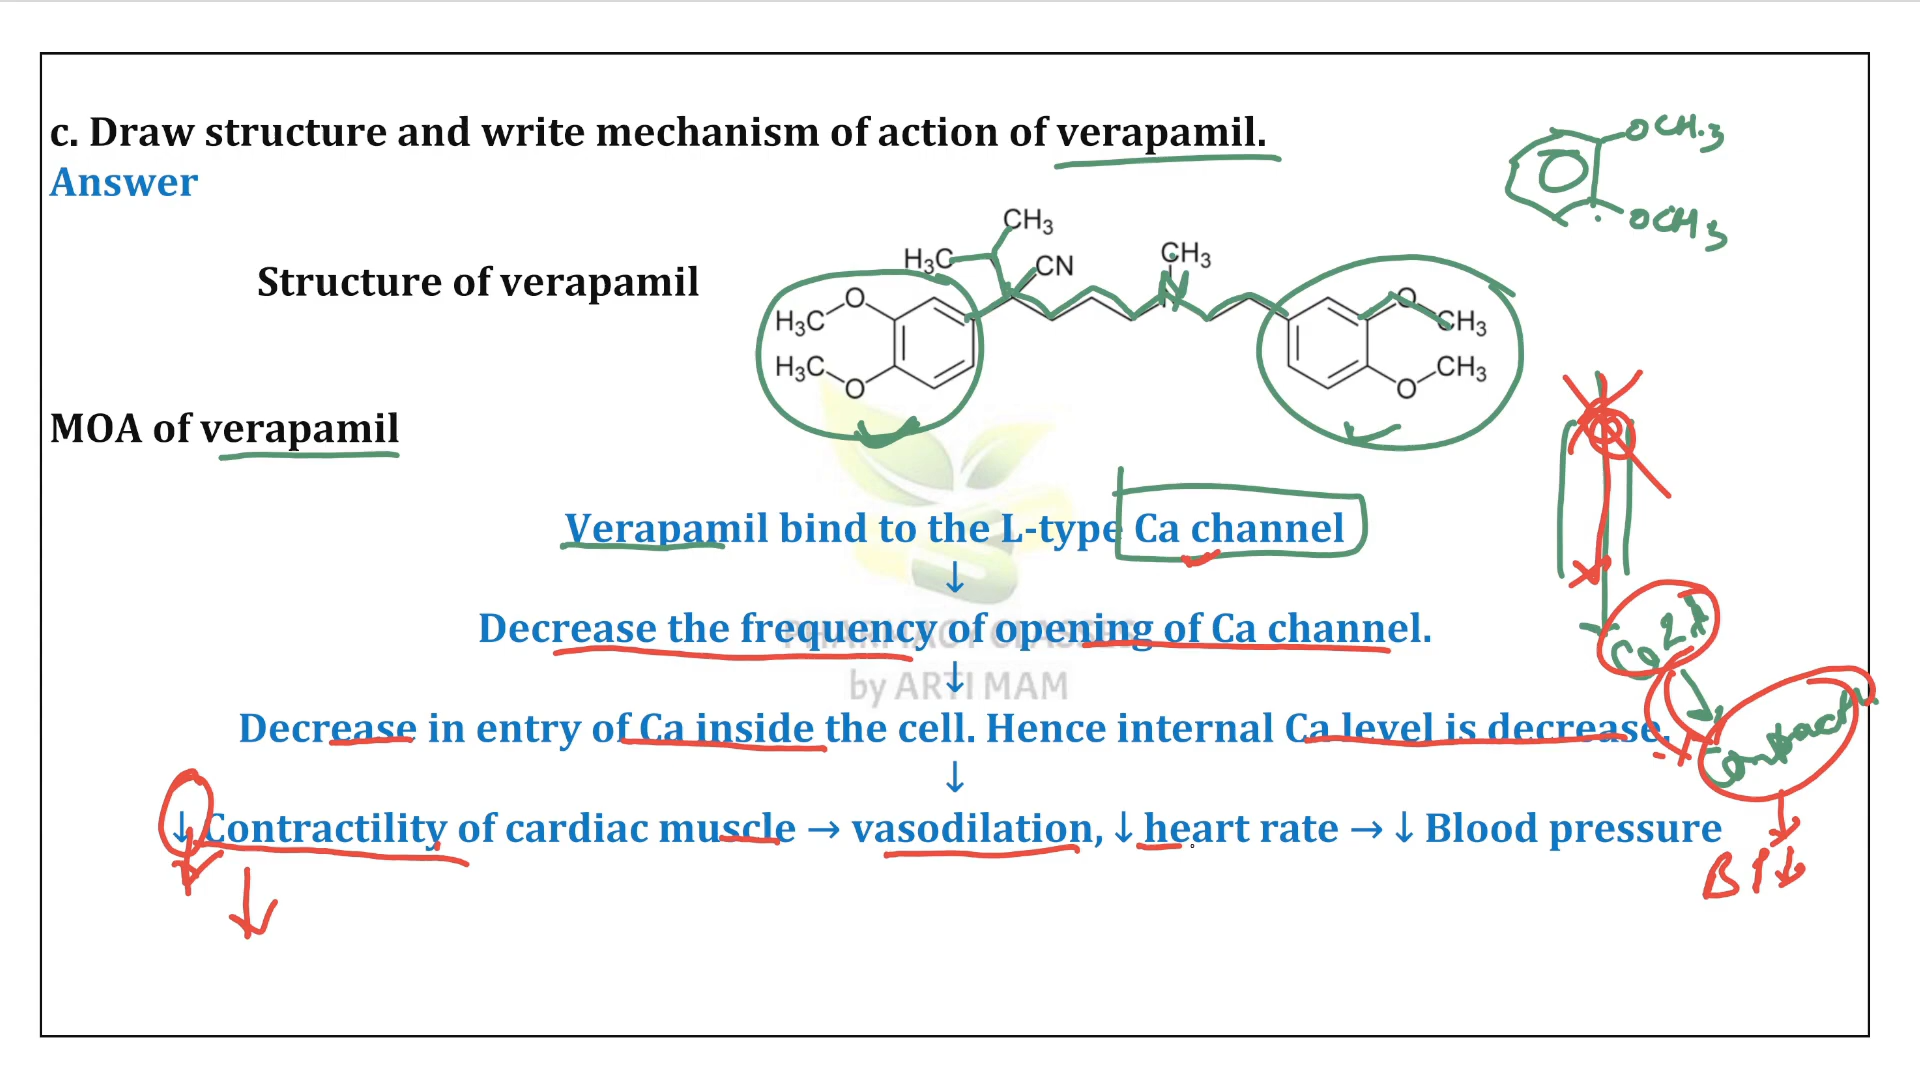 c. Draw structure and write mechanism of action of verapamil.
Answer
OCH3
OCH3
Structure of verapamil
CH3
H3C
CN
CH3
N
O
H3C
H3C
O
O
CH3
CH3
O
MOA of verapamil
Verapamil bind to the L-type Ca channel
↓
Decrease the frequency of opening of Ca channel.
PHARMACY CLASSES
↓
by ARTI MAM
Ca2+
Decrease in entry of Ca inside the cell. Hence internal Ca level is decrease.
↓
↓ Contractility of cardiac muscle → vasodilation, ↓ heart rate → ↓ Blood pressure
BP↓